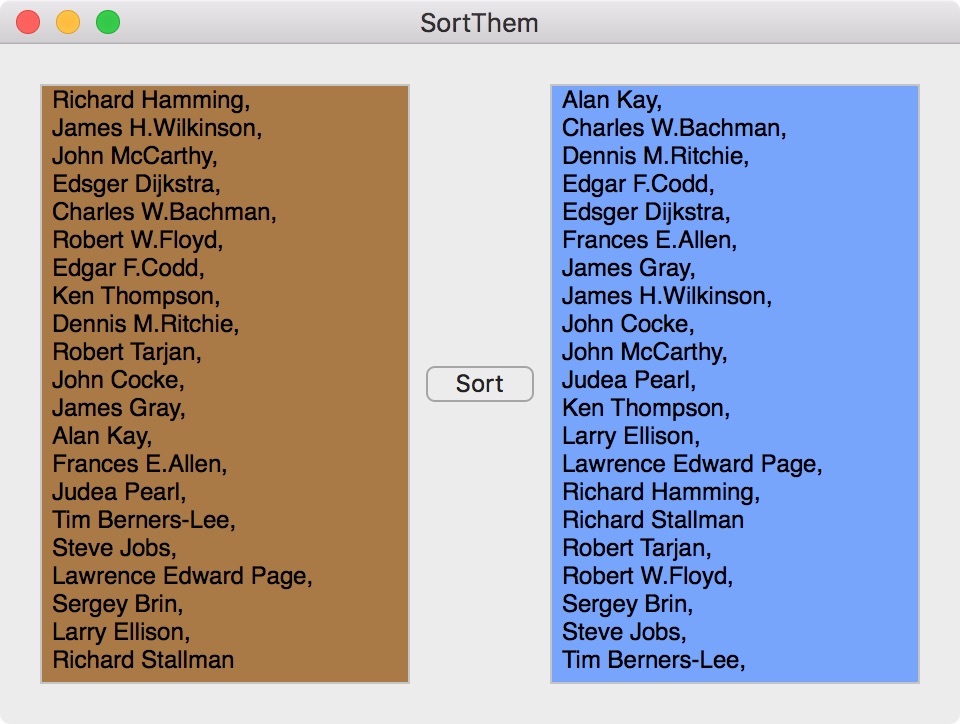 SortThem
Richard Hamming,
James H.Wilkinson,
John McCarthy,
Edsger Dijkstra,
Charles W.Bachman,
Robert W.Floyd,
Edgar F.Codd,
Ken Thompson,
Dennis M.Ritchie,
Robert Tarjan,
John Cocke,
James Gray,
Alan Kay,
Frances E.Allen,
Judea Pearl,
Tim Berners-Lee,
Steve Jobs,
Lawrence Edward Page,
Sergey Brin,
Larry Ellison,
Richard Stallman
Sort
Alan Kay,
Charles W.Bachman,
Dennis M.Ritchie,
Edgar F.Codd,
Edsger Dijkstra,
Frances E.Allen,
James Gray,
James H.Wilkinson,
John Cocke,
John McCarthy,
Judea Pearl,
Ken Thompson,
Larry Ellison,
Lawrence Edward Page,
Richard Hamming,
Richard Stallman
Robert Tarjan,
Robert W.Floyd,
Sergey Brin,
Steve Jobs,
Tim Berners-Lee,